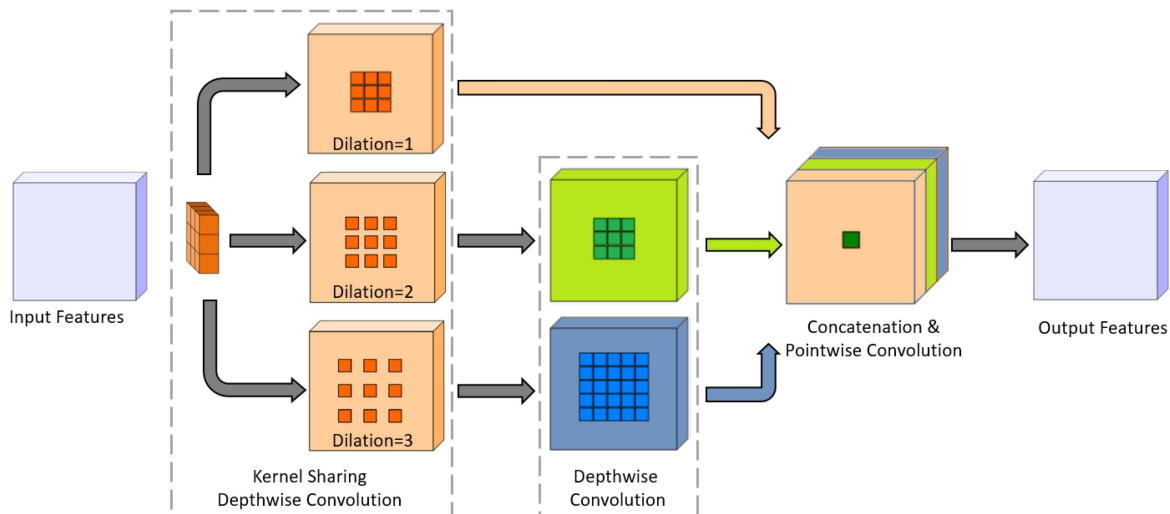 Dilation=1
Input Features
Dilation=2
Dilation=3
Kernel Sharing
Depthwise Convolution
Depthwise
Convolution
Concatenation &
Pointwise Convolution
Output Features